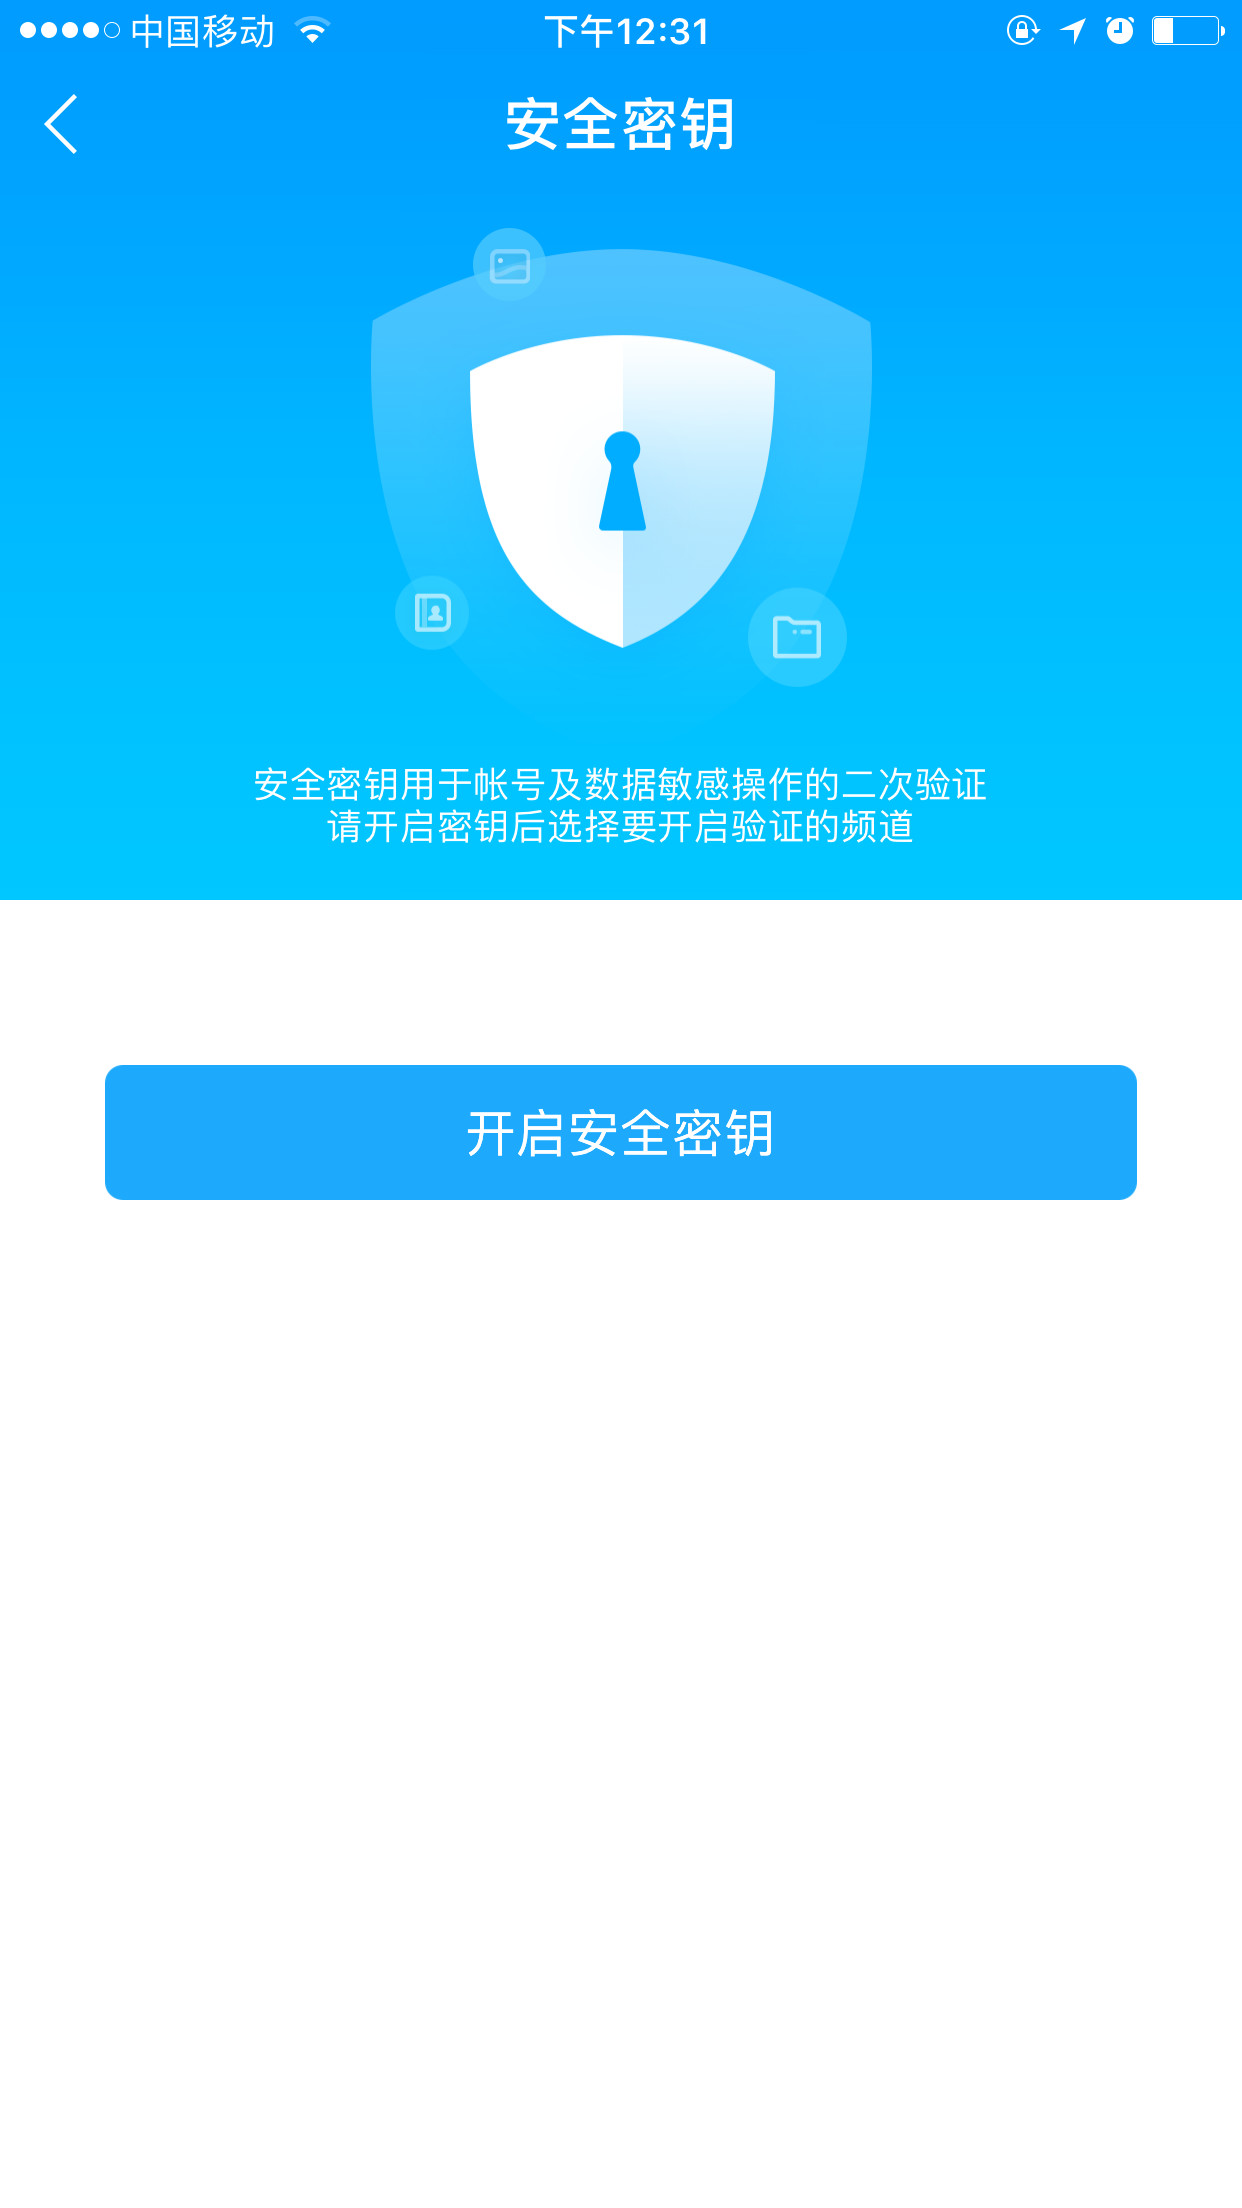 中国移动
下午12:31
安全密钥
安全密钥用于帐号及数据敏感操作的二次验证
请开启密钥后选择要开启验证的频道
开启安全密钥